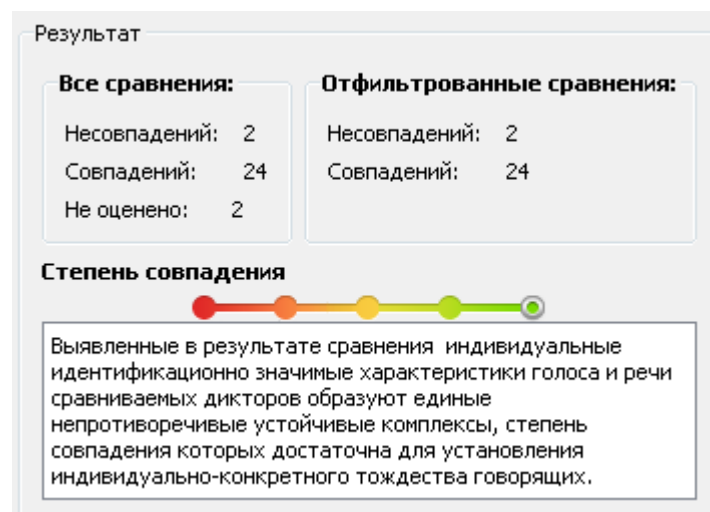 Результат
Все сравнения:
Несовпадений: 2
Совпадений: 24
Не оценено: 2
Отфильтрованные сравнения:
Несовпадений: 2
Совпадений: 24
Степень совпадения
Выявленные в результате сравнения индивидуальные
идентификационно значимые характеристики голоса и речи
сравниваемых дикторов образуют единые
непротиворечивые устойчивые комплексы, степень
совпадения которых достаточна для установления
индивидуально-конкретного тождества говорящих.